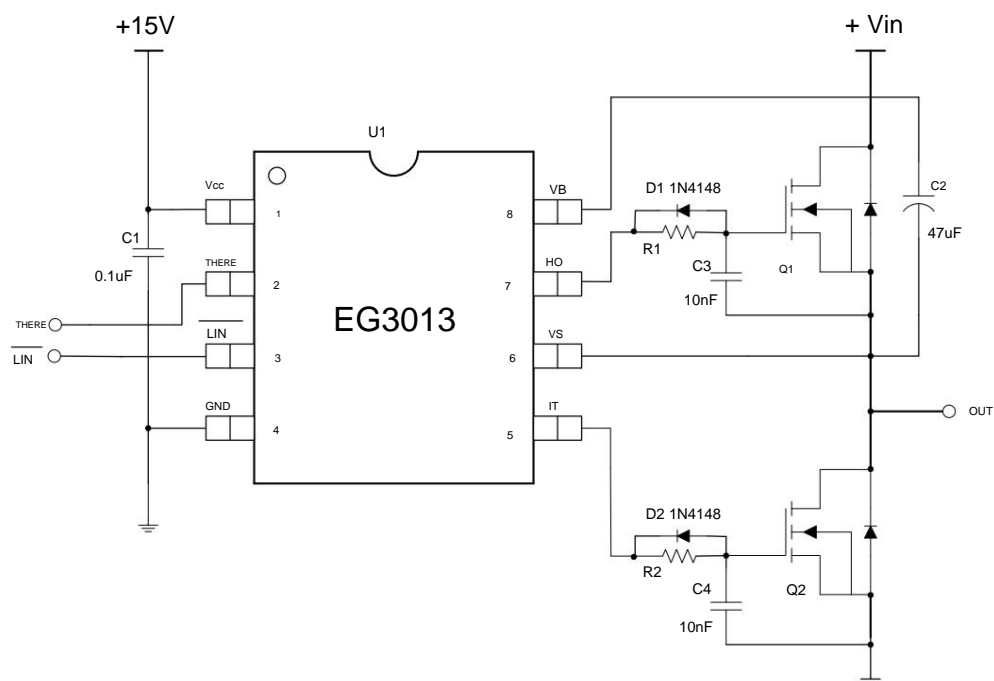 +15V
+ Vin
U1
Vcc
1
VB
8
D1 1N4148
C2
47uF
C1
0.1uF
R1
THERE
2
HO
7
C3
10nF
Q1
EG3013
THERE
LIN
LIN
3
VS
6
GND
4
IT
5
OUT
D2 1N4148
R2
C4
10nF
Q2